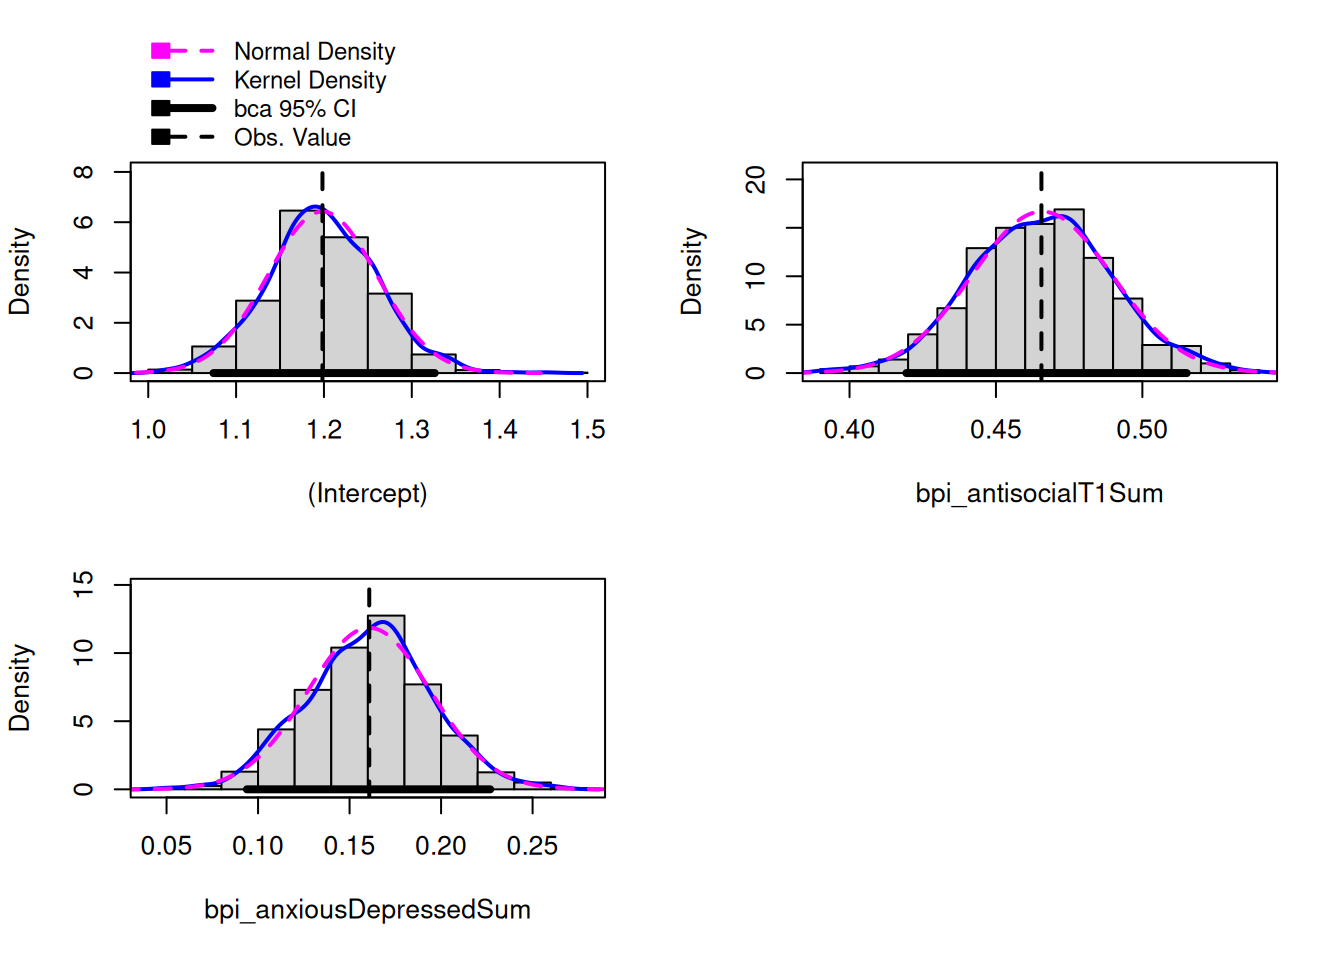 Normal Density
Kernel Density
bca 95% CI
Obs. Value
Density
0 2 4 6 8
1.0 1.1 1.2 1.3 1.4 1.5
(Intercept)
Density
0 5 10 20
0.40 0.45 0.50
bpi_antisocialT1Sum
Density
0 5 10 15
0.05 0.10 0.15 0.20 0.25
bpi_anxiousDepressedSum